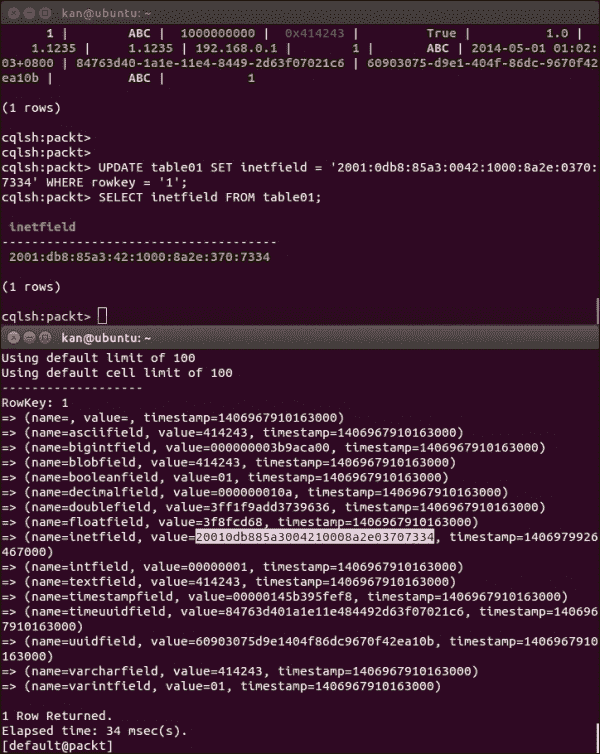 kan@ubuntu: ~
1 | ABC | 1000000000 | 0x414243 | True | 1.0 |
1.1235 | 1.1235 | 192.168.0.1 | 1 | ABC | 2014-05-01 01:02:
03+0800 | 84763d40-1a1e-11e4-8449-2d63f07021c6 | 60903075-d9e1-404f-86dc-9670f42
ea10b | ABC | 1
(1 rows)
cqlsh:packt>
cqlsh:packt>
cqlsh:packt> UPDATE table01 SET inetfield = '2001:0db8:85a3:0042:1000:8a2e:0370:
7334' WHERE rowkey = '1';
cqlsh:packt> SELECT inetfield FROM table01;
inetfield
-------------------------------------
2001:db8:85a3:42:1000:8a2e:370:7334
(1 rows)
cqlsh:packt>
kan@ubuntu: ~
Using default limit of 100
Using default cell limit of 100
-------------------
RowKey: 1
=> (name=, value=, timestamp=1406967910163000)
=> (name=asciifield, value=414243, timestamp=1406967910163000)
=> (name=bigintfield, value=000000003b9aca00, timestamp=1406967910163000)
=> (name=blobfield, value=414243, timestamp=1406967910163000)
=> (name=booleanfield, value=01, timestamp=1406967910163000)
=> (name=decimalfield, value=000000010a, timestamp=1406967910163000)
=> (name=doublefield, value=3ff1f9add3739636, timestamp=1406967910163000)
=> (name=floatfield, value=3f8fcd68, timestamp=1406967910163000)
=> (name=inetfield, value=20010db885a3004210008a2e03707334, timestamp=1406979926
467000)
=> (name=intfield, value=00000001, timestamp=1406967910163000)
=> (name=textfield, value=414243, timestamp=1406967910163000)
=> (name=timestampfield, value=00000145b395fef8, timestamp=1406967910163000)
=> (name=timeuuidfield, value=84763d401a1e11e484492d63f07021c6, timestamp=140696
7910163000)
=> (name=uuidfield, value=60903075d9e1404f86dc9670f42ea10b, timestamp=1406967910
163000)
=> (name=varcharfield, value=414243, timestamp=1406967910163000)
=> (name=varintfield, value=01, timestamp=1406967910163000)
1 Row Returned.
Elapsed time: 34 msec(s).
[default@packt]